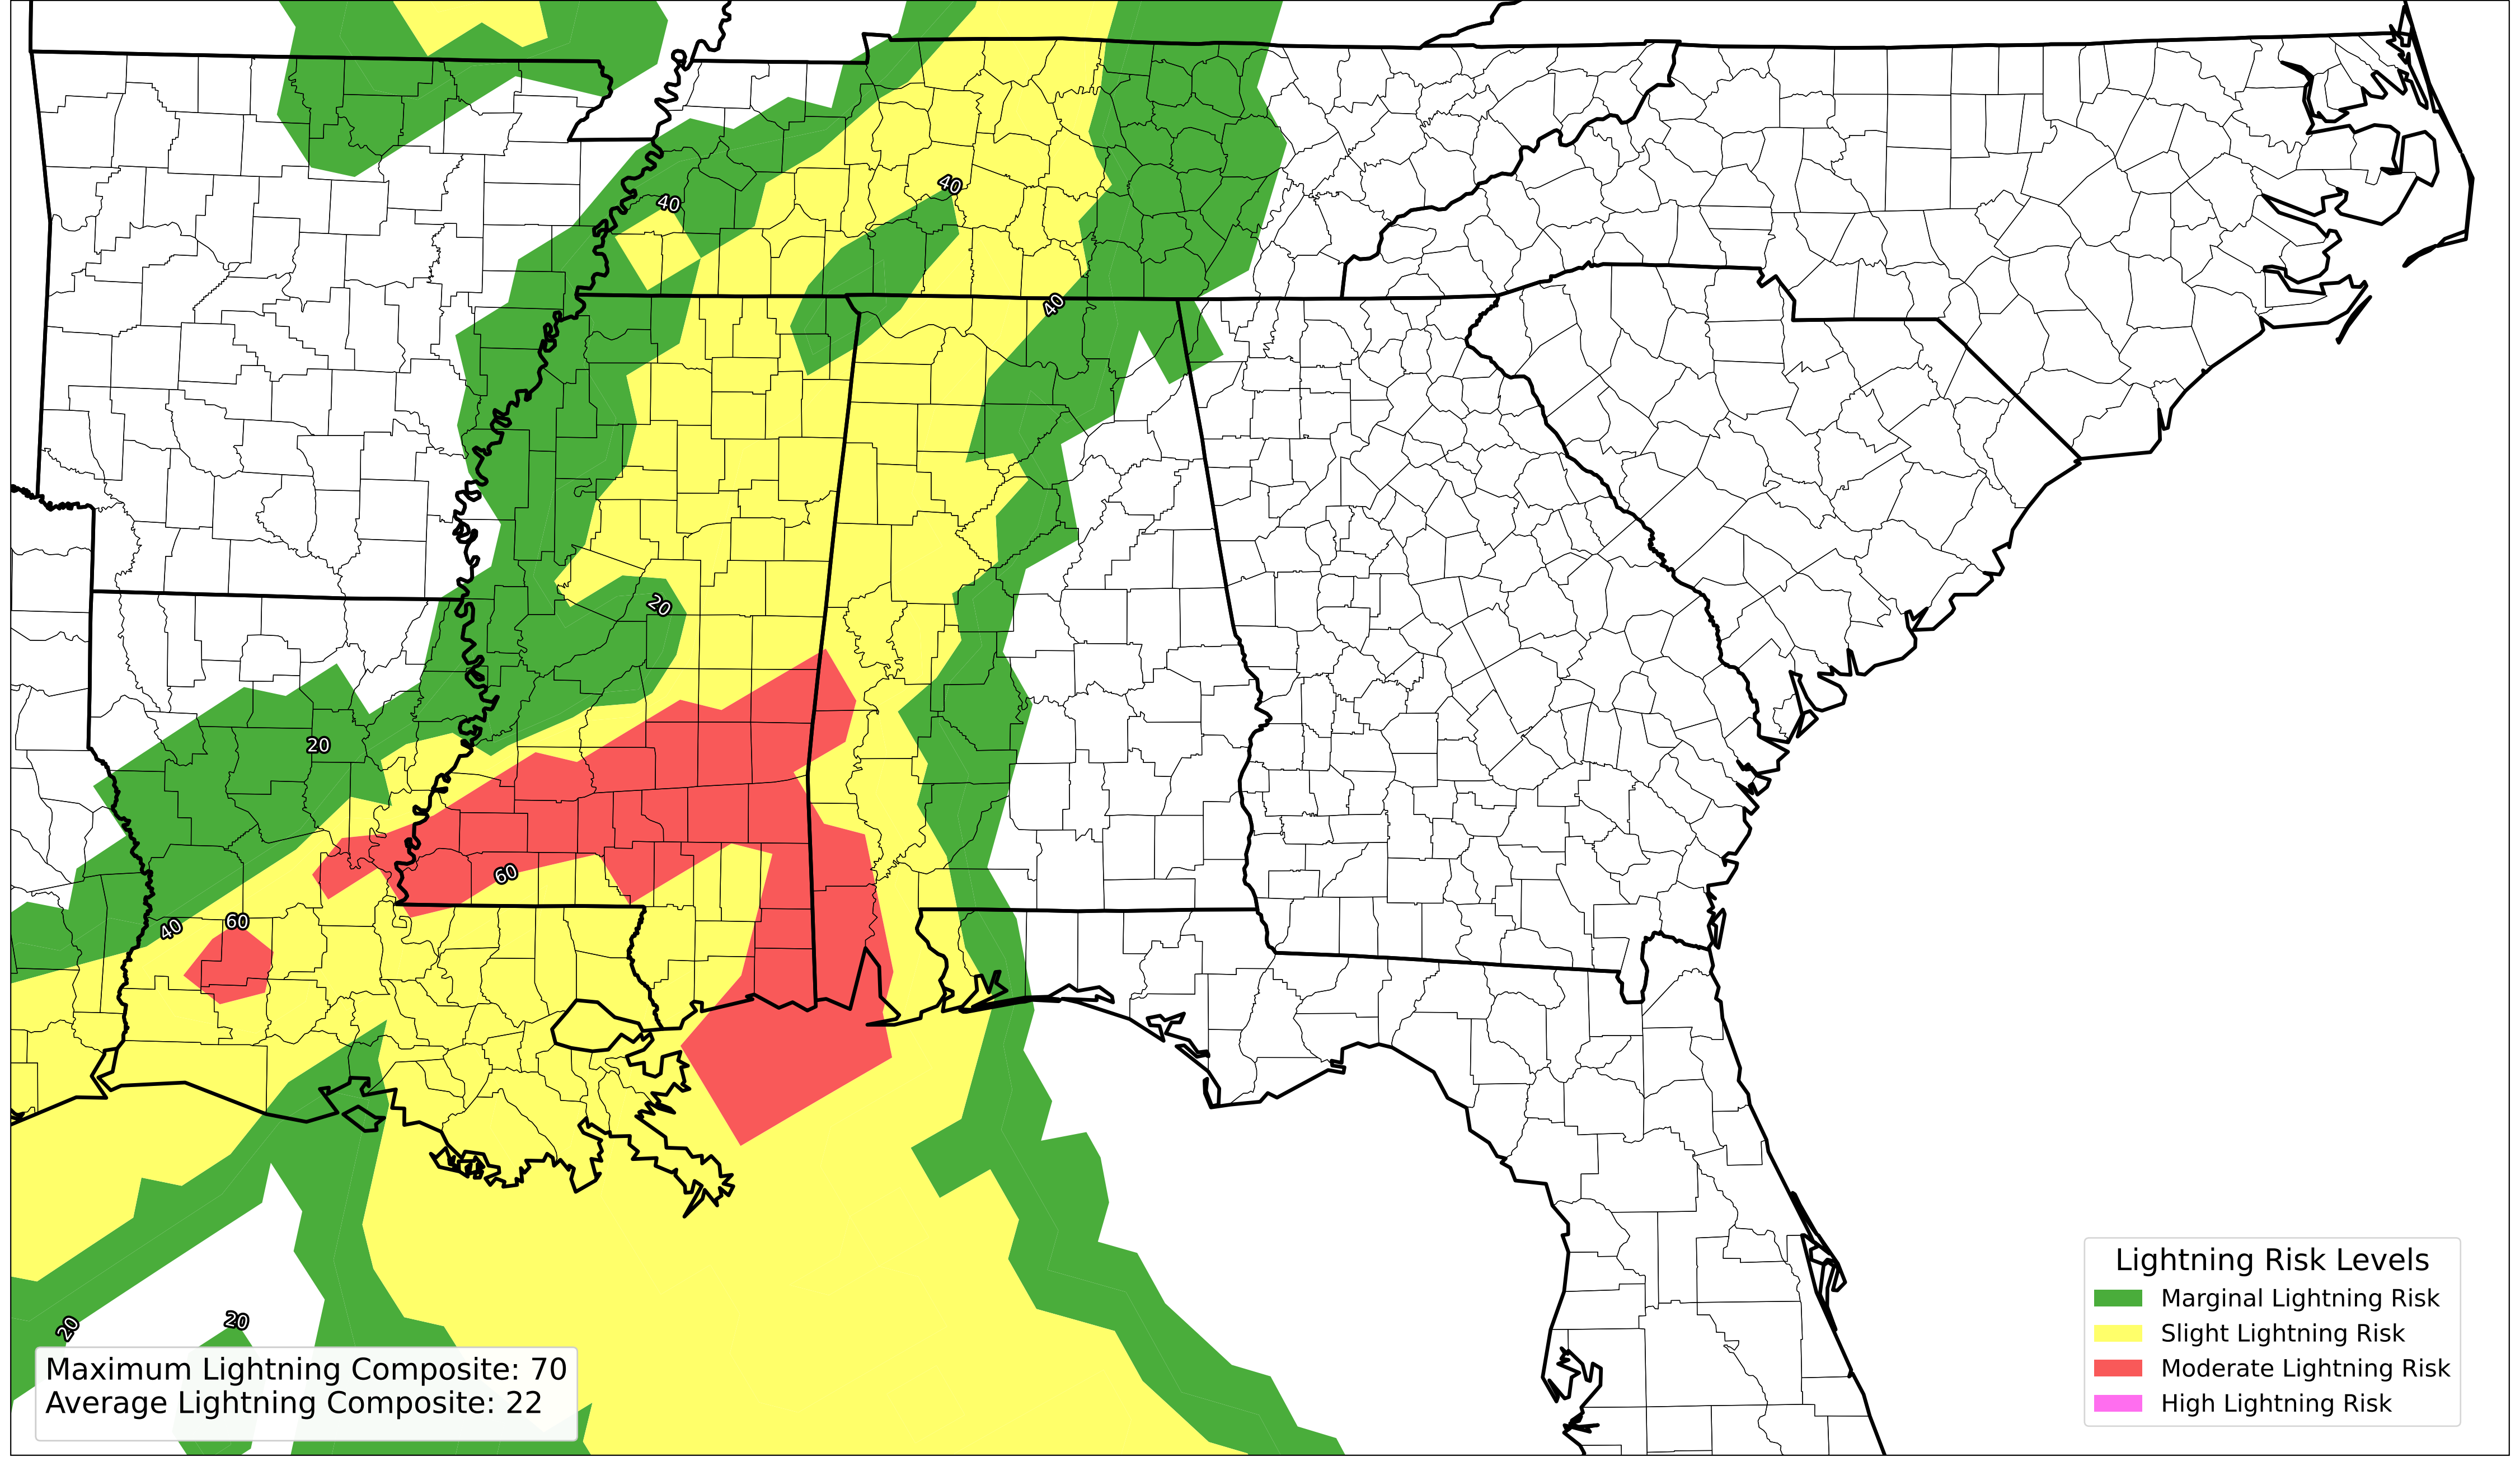 40
40
40
20
20
60
40
60
20
20
Maximum Lightning Composite: 70
Average Lightning Composite: 22
Lightning Risk Levels
Marginal Lightning Risk
Slight Lightning Risk
Moderate Lightning Risk
High Lightning Risk